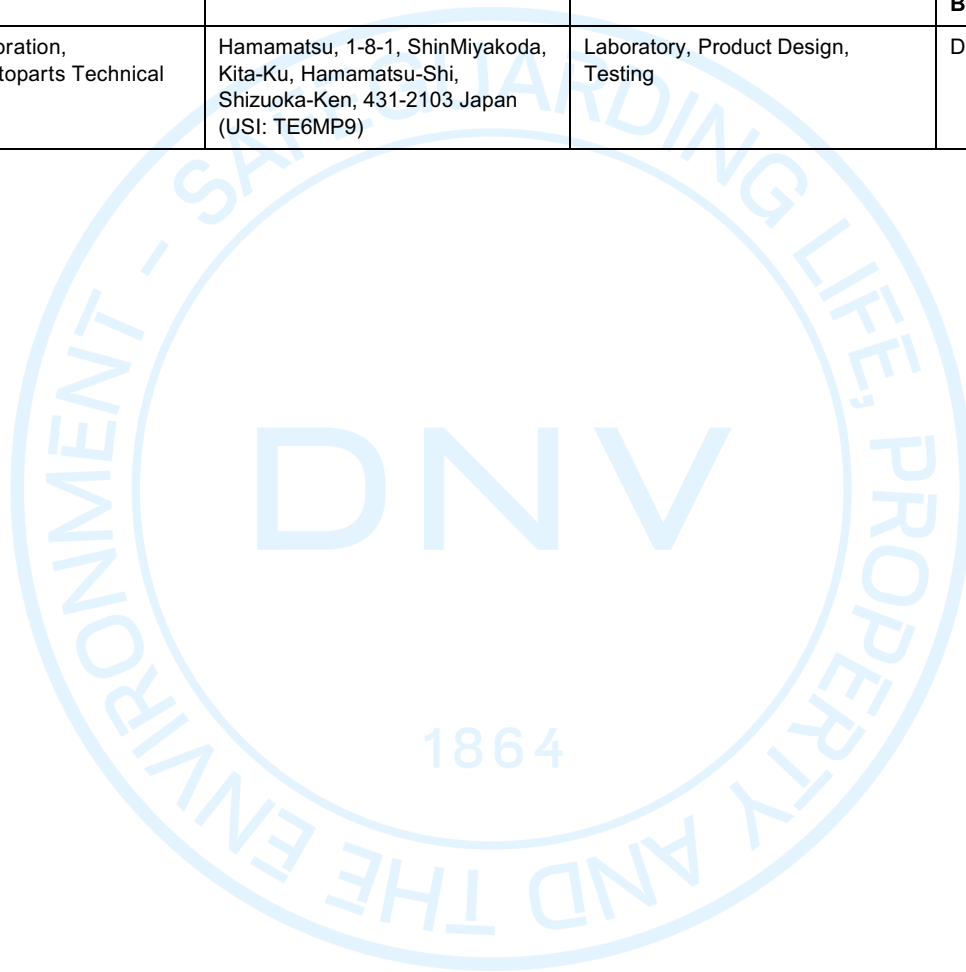 B
oration,
toparts Technical
Hamamatsu, 1-8-1, ShinMiyakoda,
Kita-Ku, Hamamatsu-Shi,
Shizuoka-Ken, 431-2103 Japan
(USI: TE6MP9)
Laboratory, Product Design,
Testing
D
SAFEGUARDING LIFE, PROPERTY AND THE ENVIRONMENT -
DNV
1864